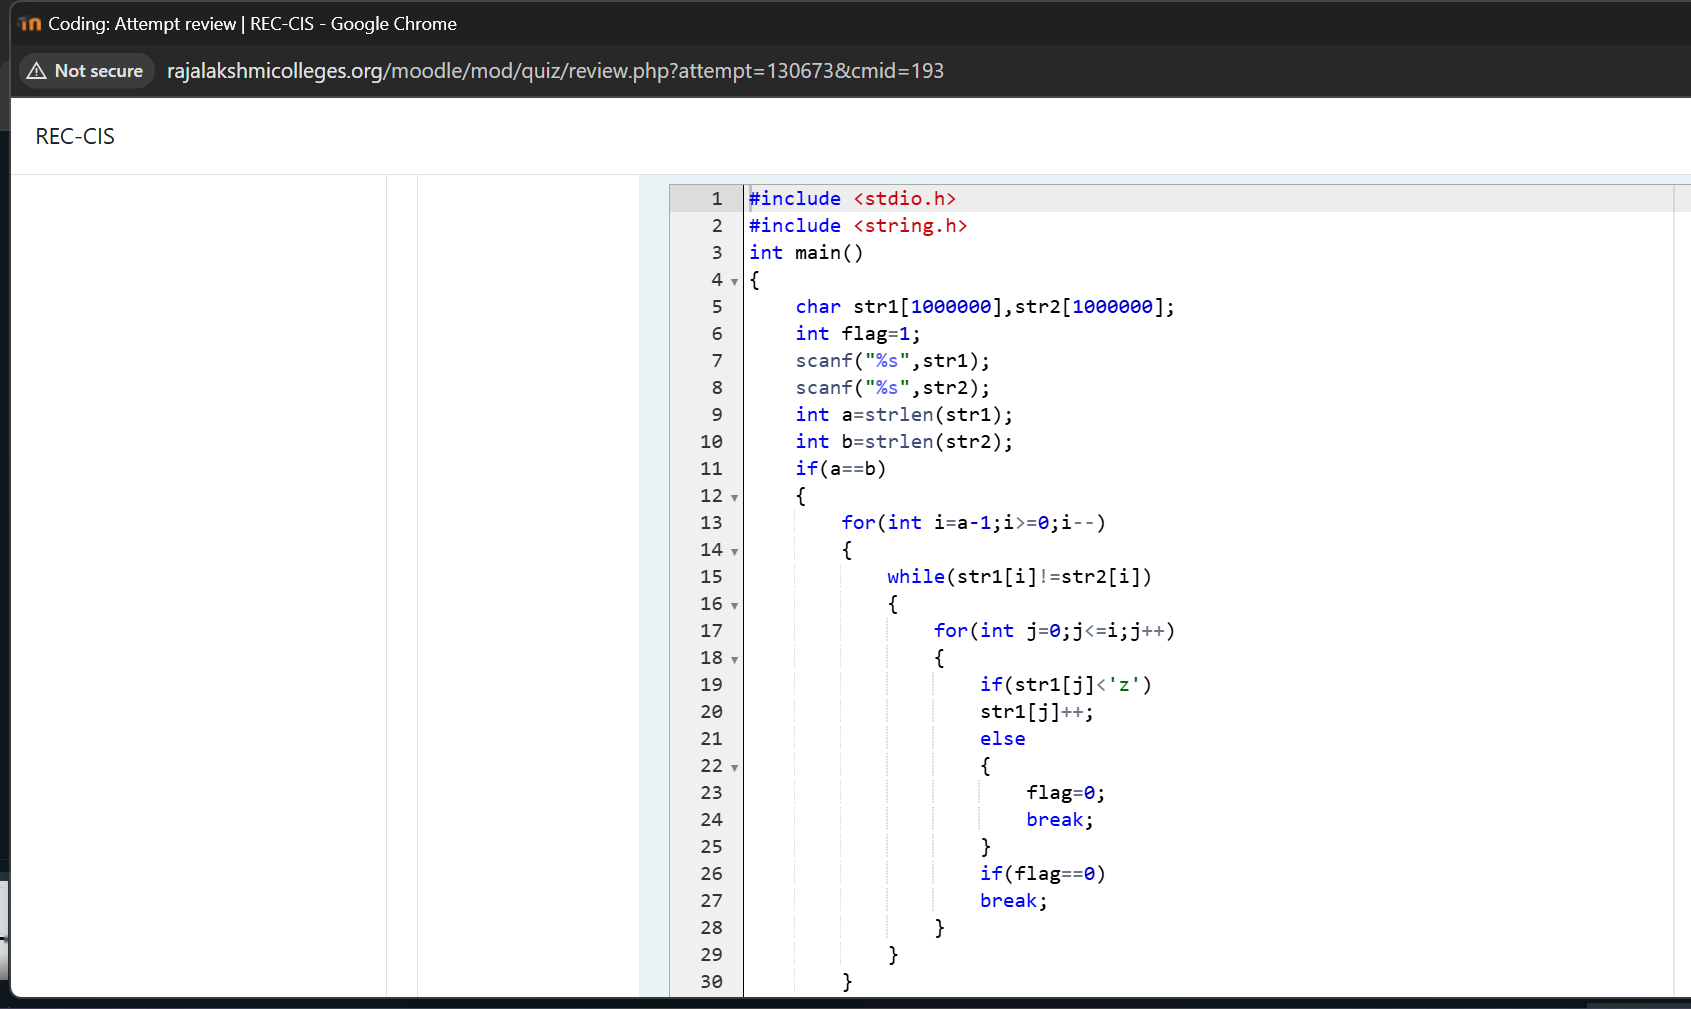 Coding: Attempt review | REC-CIS - Google Chrome
Not secure rajalakshmicolleges.org/moodle/mod/quiz/review.php?attempt=130673&cmid=193
REC-CIS
1 #include <stdio.h>
2 #include <string.h>
3 int main()
4 {
5     char str1[1000000],str2[1000000];
6     int flag=1;
7     scanf("%s",str1);
8     scanf("%s",str2);
9     int a=strlen(str1);
10     int b=strlen(str2);
11     if(a==b)
12     {
13         for(int i=a-1;i>=0;i--)
14         {
15             while(str1[i]!=str2[i])
16             {
17                 for(int j=0;j<=i;j++)
18                 {
19                     if(str1[j]<'z')
20                     str1[j]++;
21                     else
22                     {
23                         flag=0;
24                         break;
25                     }
26                     if(flag==0)
27                     break;
28                 }
29             }
30         }